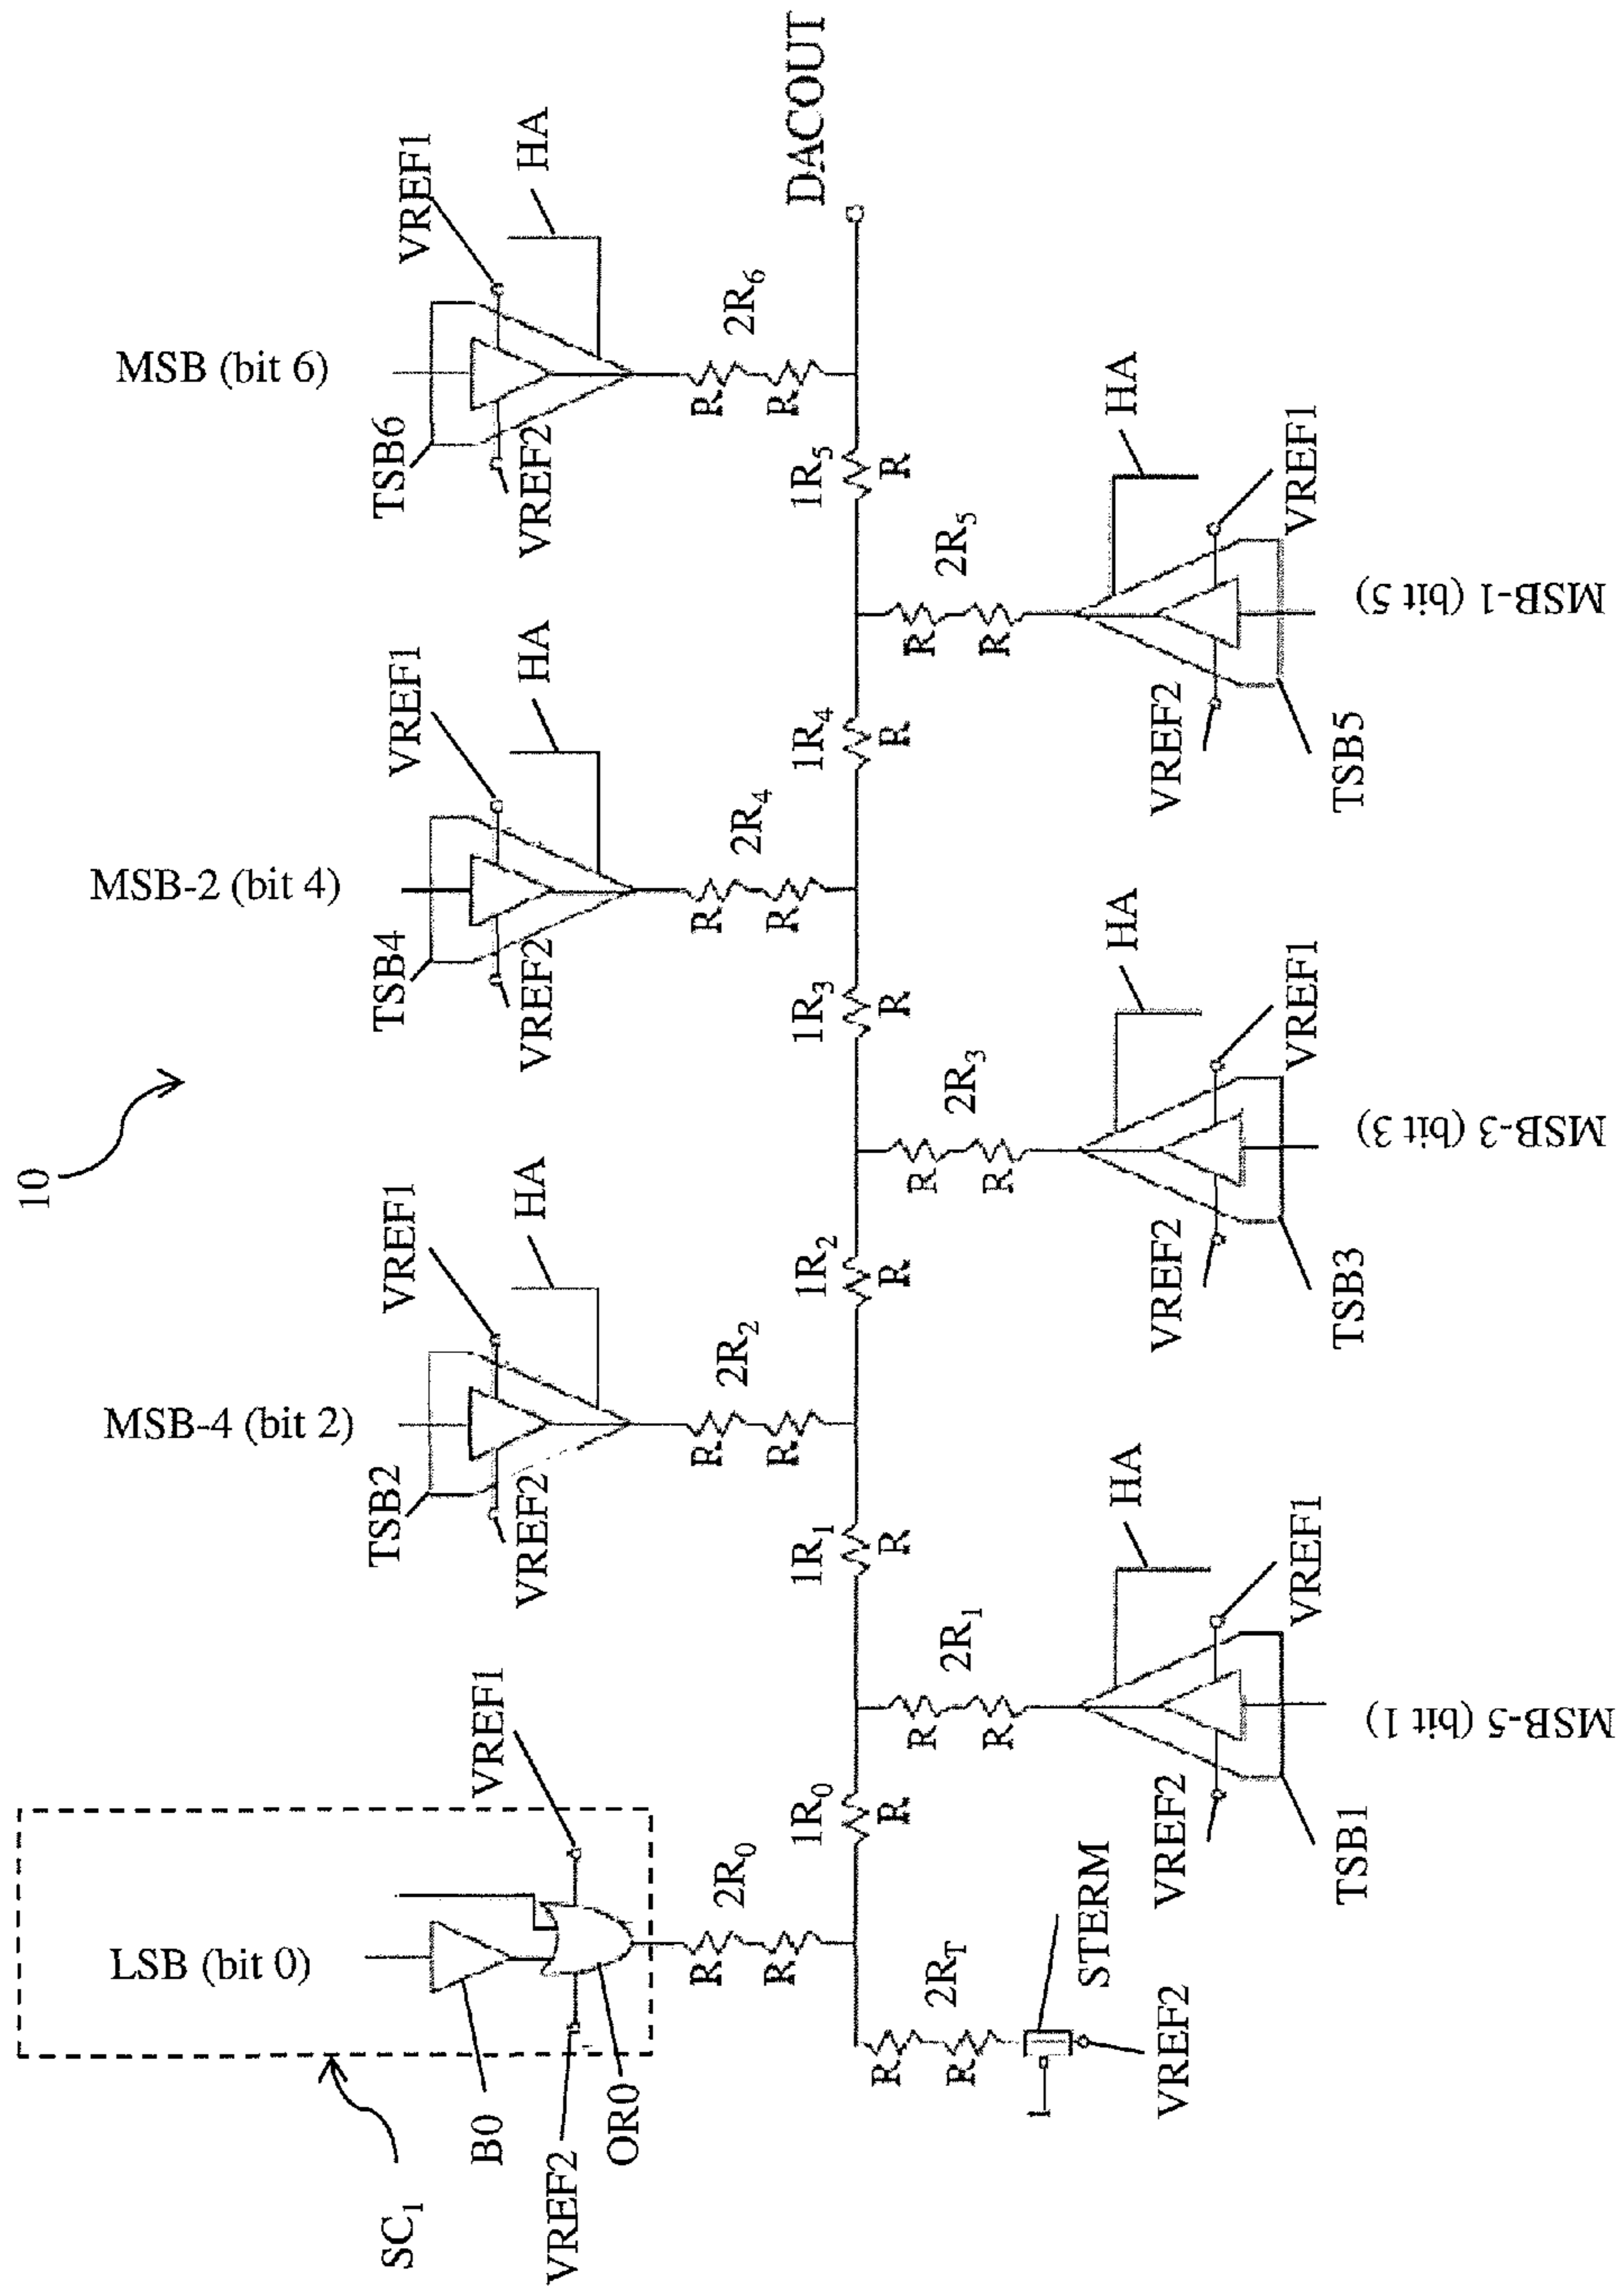 10
SC1
LSB (bit 0)
B0
VREF2
OR0
VREF1
2R0
R
R
MSB-4 (bit 2)
TSB2
VREF2
VREF1
HA
2R2
R
R
MSB-2 (bit 4)
TSB4
VREF2
VREF1
HA
2R4
R
R
MSB (bit 6)
TSB6
VREF2
VREF1
HA
2R6
R
R
1R0
R
1R1
R
1R2
R
1R3
R
1R4
R
1R5
R
DACOUT
2RT
R
R
STERM
1
VREF2
2R1
R
R
HA
VREF2
VREF1
TSB1
MSB-5 (bit 1)
2R3
R
R
HA
VREF2
VREF1
TSB3
MSB-3 (bit 3)
2R5
R
R
HA
VREF2
VREF1
TSB5
MSB-1 (bit 5)